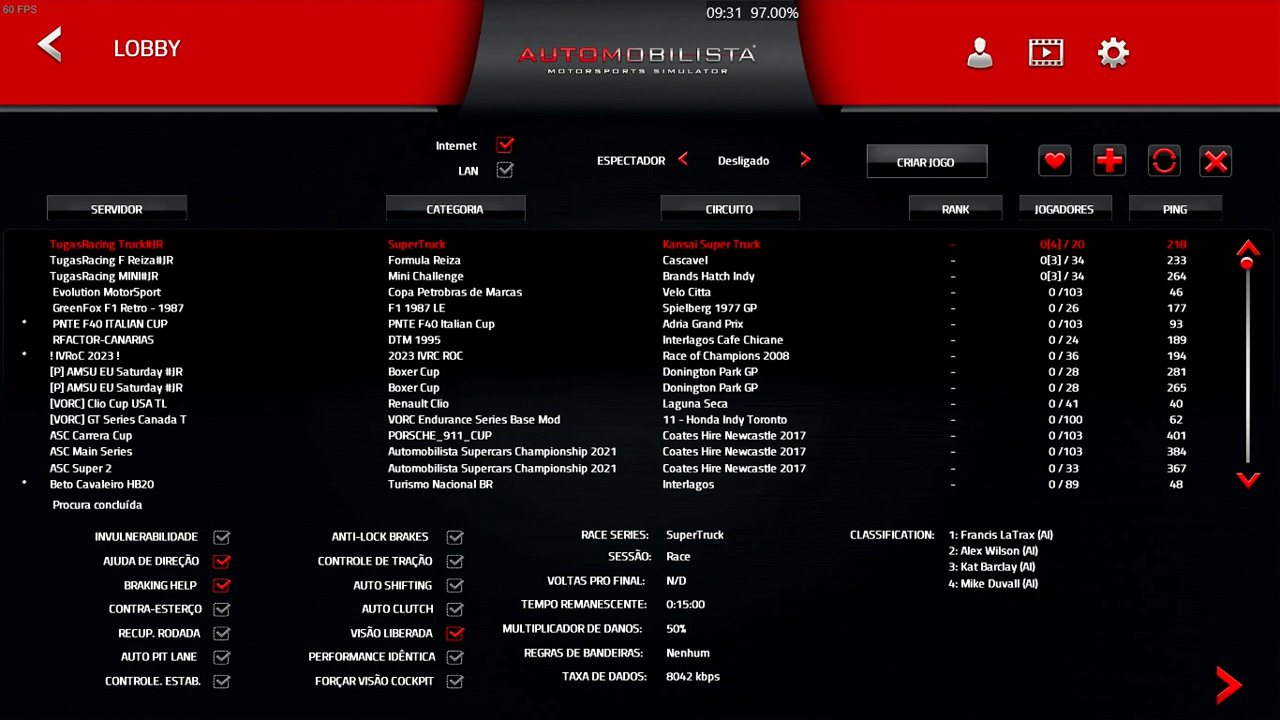 60 FPS
09:31 97.00%
LOBBY
AUTOMOBILISTA
MOTORSPORTS SIMULATOR
Internet
LAN
ESPECTADOR Desligado
CRIAR JOGO
SERVIDOR CATEGORIA CIRCUITO RANK JOGADORES PING
TugasRacing Truck#JR SuperTruck Kansai Super Truck - 0[4] / 20 218
TugasRacing F Reiza#JR Formula Reiza Cascavel - 0[3] / 34 233
TugasRacing MINI#JR Mini Challenge Brands Hatch Indy - 0[3] / 34 264
Evolution MotorSport Copa Petrobras de Marcas Velo Citta - 0 /103 46
GreenFox F1 Retro - 1987 F1 1987 LE Spielberg 1977 GP - 0 / 26 177
* PNTE F40 ITALIAN CUP PNTE F40 Italian Cup Adria Grand Prix - 0 /103 93
RFACTOR-CANARIAS DTM 1995 Interlagos Cafe Chicane - 0 / 24 189
* ! IVRoC 2023 ! 2023 IVRC ROC Race of Champions 2008 - 0 / 36 194
[P] AMSU EU Saturday #JR Boxer Cup Donington Park GP - 0 / 28 281
[P] AMSU EU Saturday #JR Boxer Cup Donington Park GP - 0 / 28 265
[VORC] Clio Cup USA TL Renault Clio Laguna Seca - 0 / 41 40
[VORC] GT Series Canada T VORC Endurance Series Base Mod 11 - Honda Indy Toronto - 0 /100 62
ASC Carrera Cup PORSCHE_911_CUP Coates Hire Newcastle 2017 - 0 /103 401
ASC Main Series Automobilista Supercars Championship 2021 Coates Hire Newcastle 2017 - 0 /103 384
ASC Super 2 Automobilista Supercars Championship 2021 Coates Hire Newcastle 2017 - 0 / 33 367
* Beto Cavaleiro HB20 Turismo Nacional BR Interlagos - 0 / 89 48
Procura concluída
INVULNERABILIDADE ANTI-LOCK BRAKES RACE SERIES: SuperTruck CLASSIFICATION: 1: Francis LaTrax (AI)
2: Alex Wilson (AI)
AJUDA DE DIREÇÃO CONTROLE DE TRAÇÃO SESSÃO: Race
3: Kat Barclay (AI)
BRAKING HELP AUTO SHIFTING VOLTAS PRO FINAL: N/D
4: Mike Duvall (AI)
CONTRA-ESTERÇO AUTO CLUTCH TEMPO REMANESCENTE: 0:15:00
RECUP. RODADA VISÃO LIBERADA MULTIPLICADOR DE DANOS: 50%
AUTO PIT LANE PERFORMANCE IDÊNTICA REGRAS DE BANDEIRAS: Nenhum
CONTROLE. ESTAB. FORÇAR VISÃO COCKPIT TAXA DE DADOS: 8042 kbps